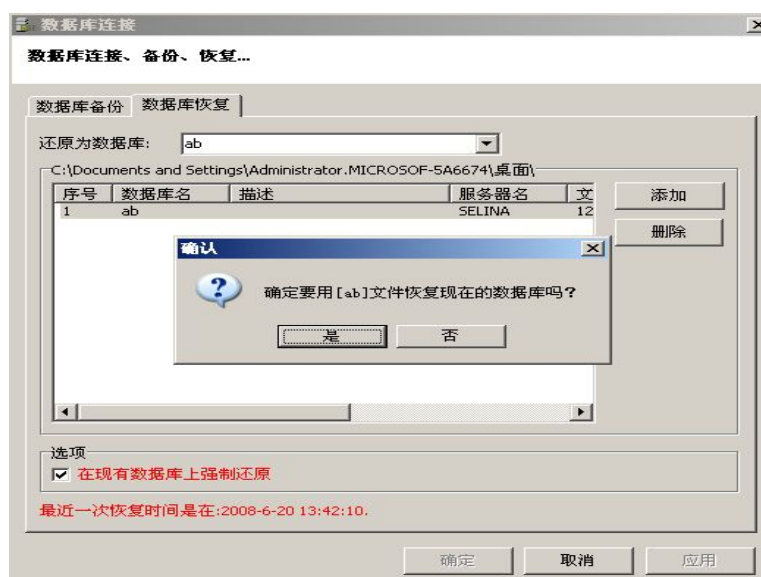 数据库连接
数据库连接、备份、恢复...
数据库备份 数据库恢复
还原为数据库: ab
C:\Documents and Settings\Administrator.MICROSOF-5A6674\桌面\
序号 数据库名 描述 服务器名 文
1 ab SELINA 12
添加
删除
确认
确定要用[ab]文件恢复现在的数据库吗?
是 否
选项
在现有数据库上强制还原
最近一次恢复时间是在:2008-6-20 13:42:10.
确定 取消 应用